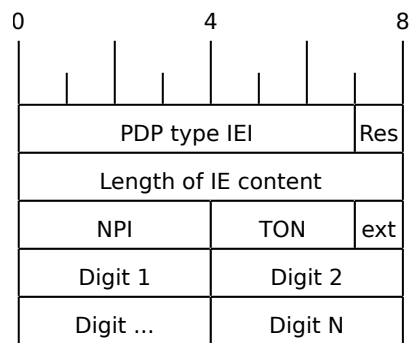 0 4 8
PDP type IEI Res
Length of IE content
NPI TON ext
Digit 1 Digit 2
Digit ... Digit N